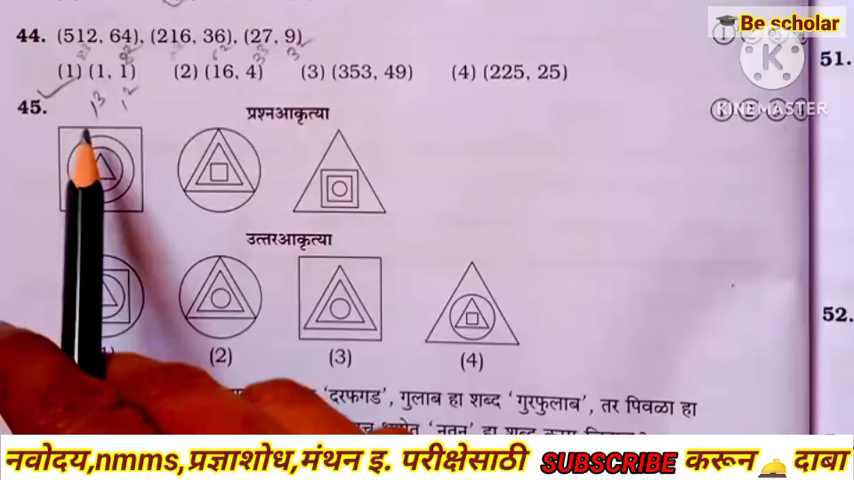 Be scholar
44. (512, 64), (216, 36), (27, 9)
(1) (1, 1) (2) (16, 4) (3) (353, 49) (4) (225, 25)
51.
45.
प्रश्नआकृत्या
KINEMASTER
उत्तरआकृत्या
52.
(2) (3) (4)
'दरफगड', गुलाब हा शब्द 'गुरफुलाब', तर पिवळा हा
नवोदय,nmms,प्रज्ञाशोध,मंथन इ. परीक्षेसाठी SUBSCRIBE करून दाबा